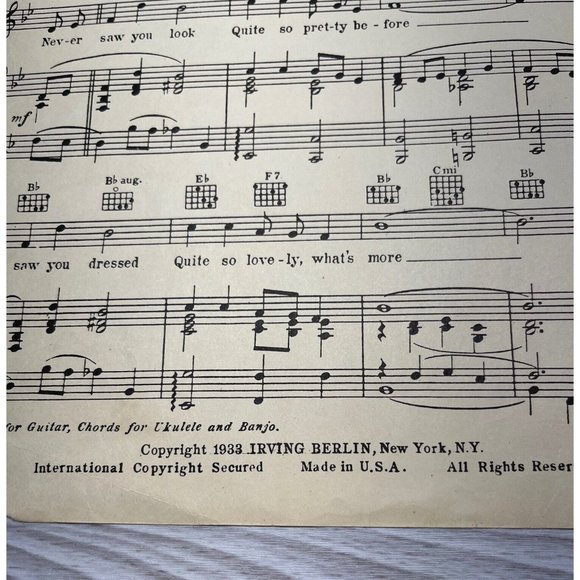 Nev-er saw you look Quite so pret-ty be - fore
mf
Bb Bb aug. Eb F7 Bb C mi Bb
saw you dressed Quite so love-ly, what's more
for Guitar, Chords for Ukulele and Banjo.
Copyright 1933 IRVING BERLIN, New York, N.Y.
International Copyright Secured Made in U.S.A. All Rights Reser